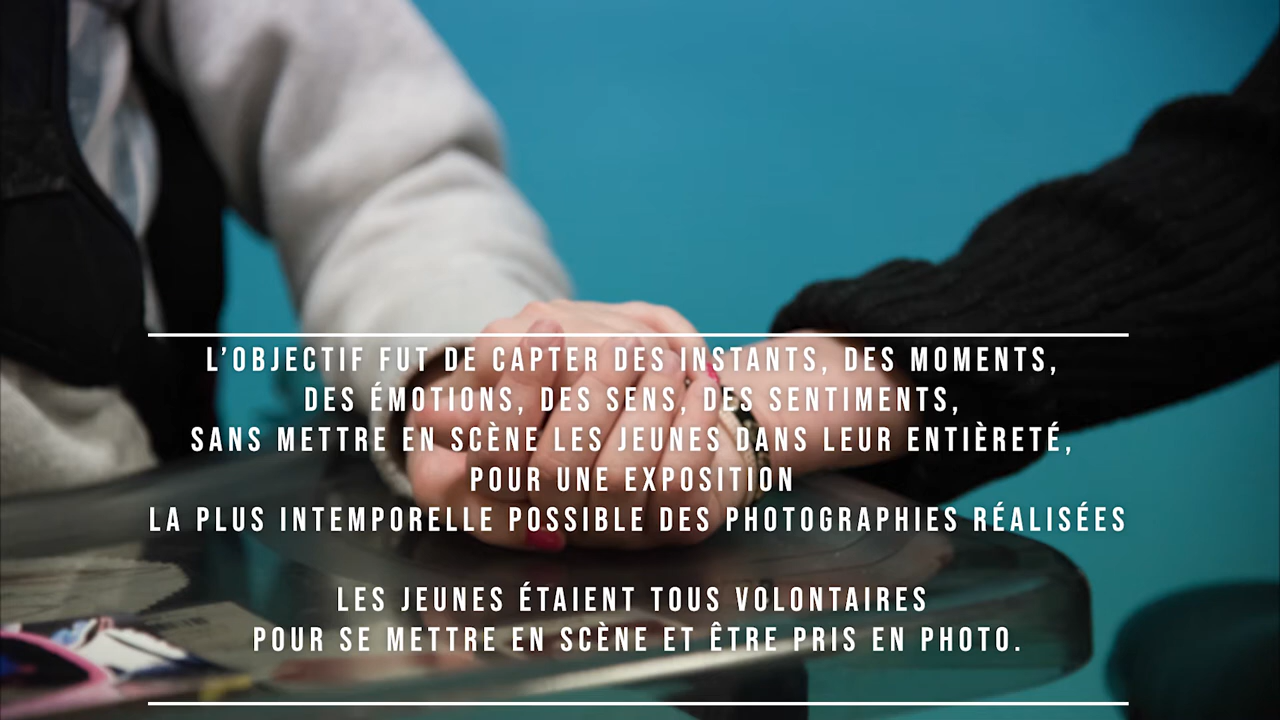 L'OBJECTIF FUT DE CAPTER DES INSTANTS, DES MOMENTS,
DES ÉMOTIONS, DES SENS, DES SENTIMENTS,
SANS METTRE EN SCÈNE LES JEUNES DANS LEUR ENTIÈRETÉ,
POUR UNE EXPOSITION
LA PLUS INTEMPORELLE POSSIBLE DES PHOTOGRAPHIES RÉALISÉES
LES JEUNES ÉTAIENT TOUS VOLONTAIRES
POUR SE METTRE EN SCÈNE ET ÊTRE PRIS EN PHOTO.